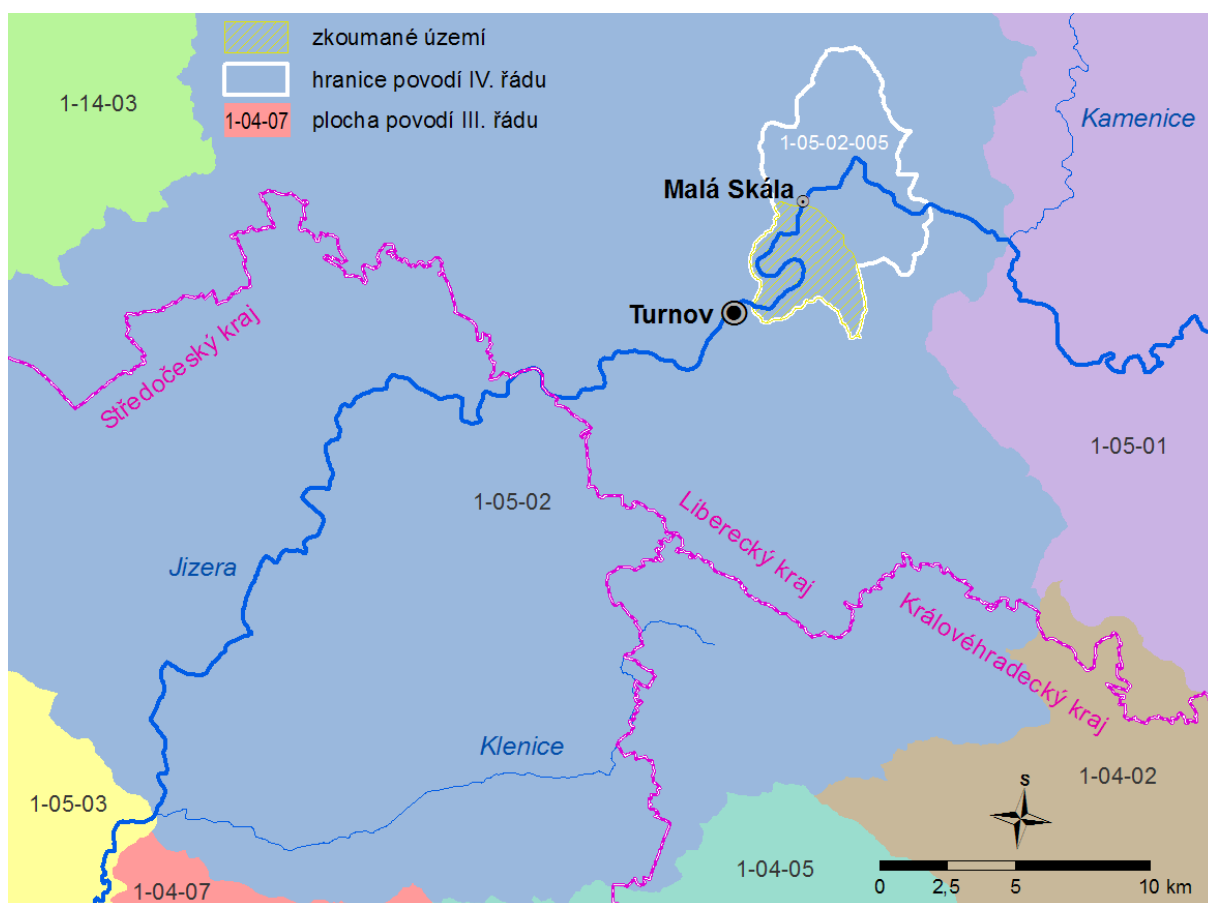 zkoumané území
hranice povodí IV. řádu
1-04-07 plocha povodí III. řádu
1-14-03
Kamenice
1-05-02-005
Malá Skála
Turnov
Středočeský kraj
1-05-01
1-05-02
Liberecký kraj
Jizera
Královéhradecký kraj
Klenice
1-04-02
S
1-05-03
1-04-05
1-04-07
0 2,5 5 10 km